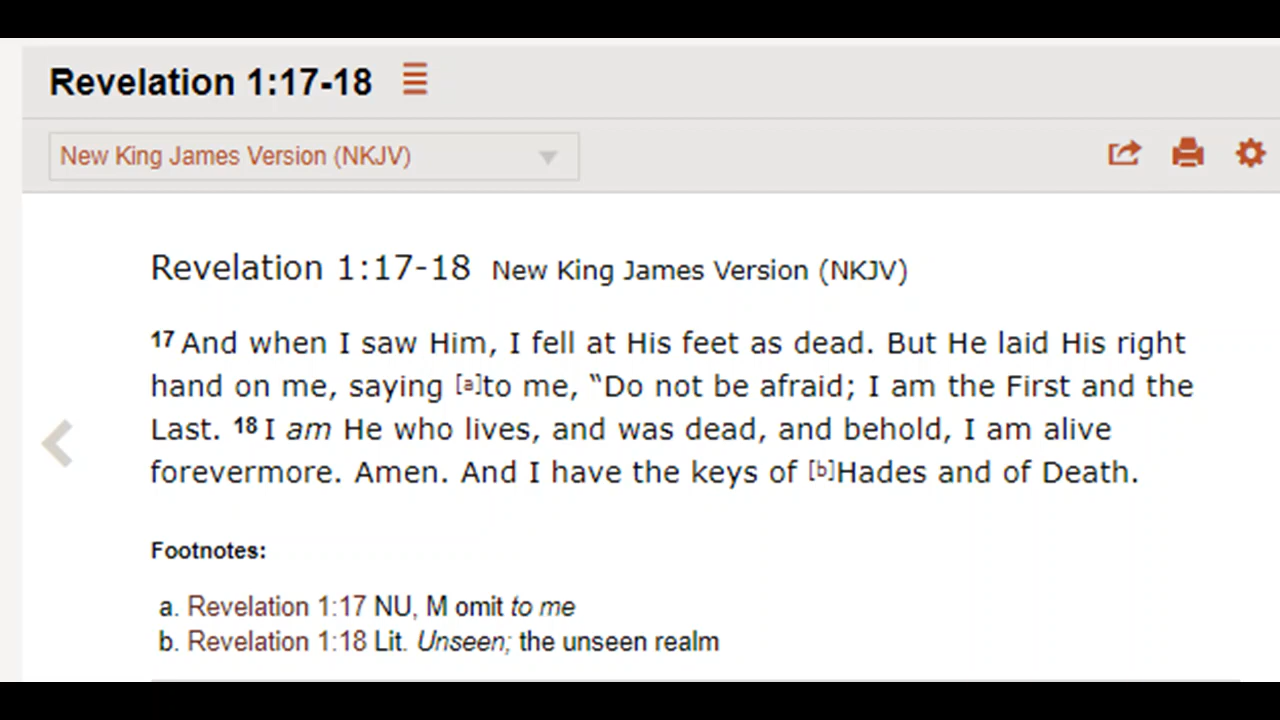 Revelation 1:17-18
New King James Version (NKJV)
Revelation 1:17-18 New King James Version (NKJV)
17 And when I saw Him, I fell at His feet as dead. But He laid His right
hand on me, saying [a]to me, “Do not be afraid; I am the First and the
Last. 18 I am He who lives, and was dead, and behold, I am alive
forevermore. Amen. And I have the keys of [b]Hades and of Death.
Footnotes:
a. Revelation 1:17 NU, M omit to me
b. Revelation 1:18 Lit. Unseen; the unseen realm